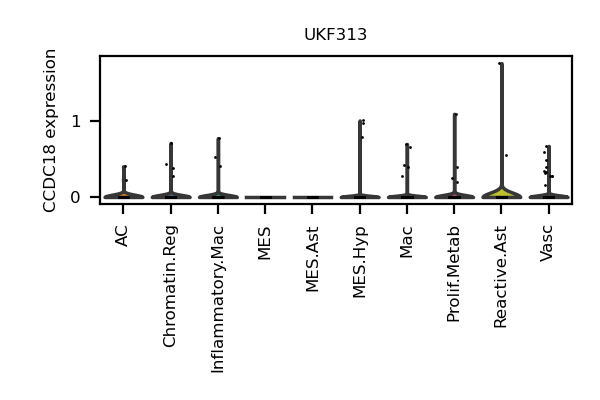 UKF313
CCDC18 expression
1
0
AC
Chromatin.Reg
Inflammatory.Mac
MES
MES.Ast
MES.Hyp
Mac
Prolif.Metab
Reactive.Ast
Vasc